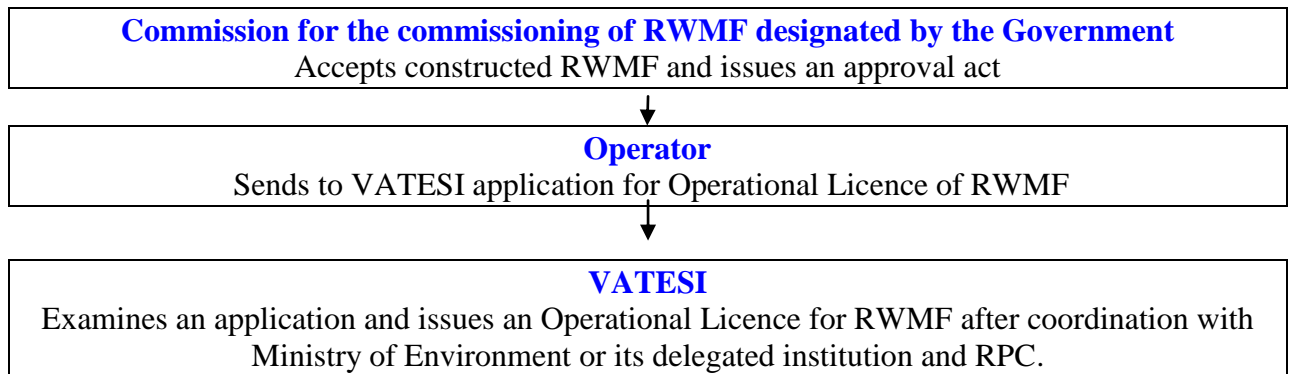 Commission for the commissioning of RWMF designated by the Government
Accepts constructed RWMF and issues an approval act
Operator
Sends to VATESI application for Operational Licence of RWMF
VATESI
Examines an application and issues an Operational Licence for RWMF after coordination with
Ministry of Environment or its delegated institution and RPC.